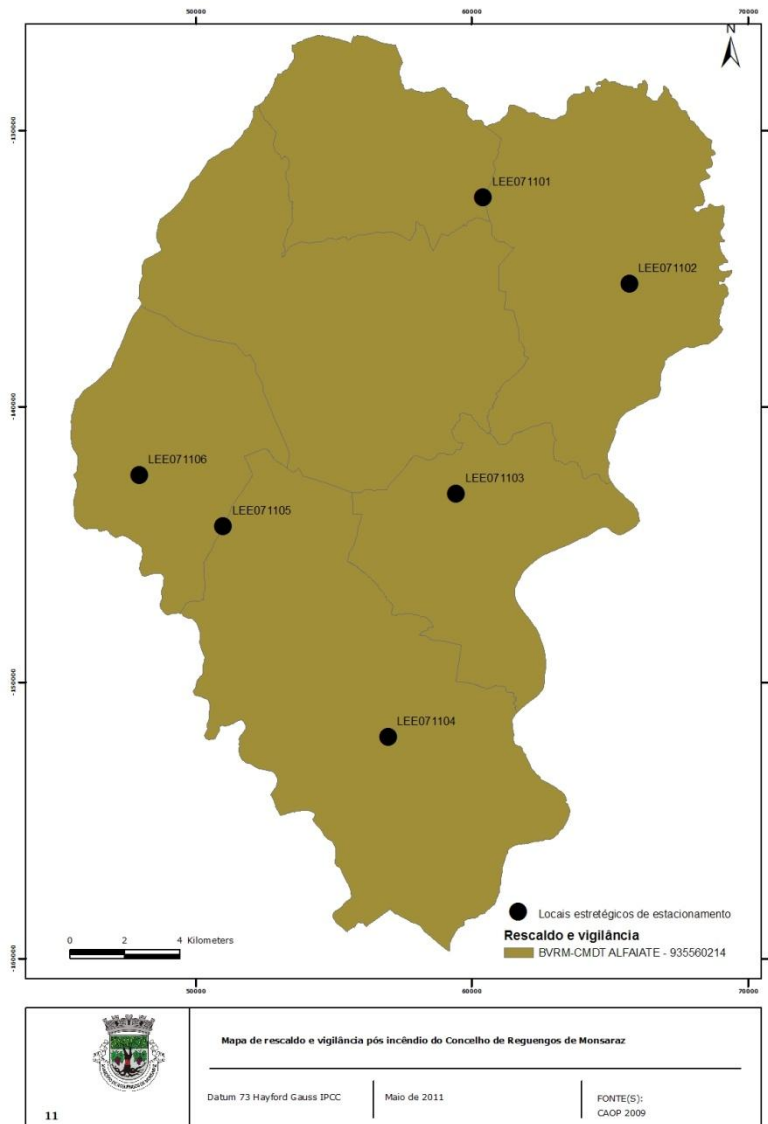 50000
60000
70000
N
-130000
LEE071101
LEE071102
-140000
LEE071106
LEE071103
LEE071105
-150000
LEE071104
Locais estretégicos de estacionamento
Rescaldo e vigilância
BVRM-CMDT ALFAIATE - 935560214
0 2 4 Kilometers
-160000
50000
60000
70000
Mapa de rescaldo e vigilância pós incêndio do Concelho de Reguengos de Monsaraz
Datum 73 Hayford Gauss IPCC
Maio de 2011
FONTE(S):
CAOP 2009
11